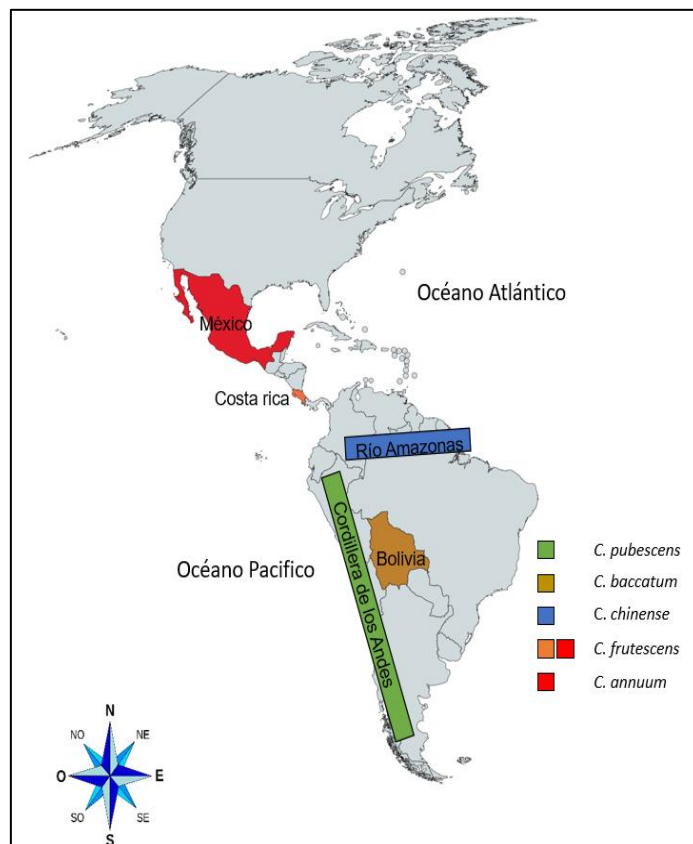 Océano Atlántico
México
Costa rica
Río Amazonas
Cordillera de los Andes
Bolivia
Océano Pacifico
C. pubescens
C. baccatum
C. chinense
C. frutescens
C. annuum
N
NO
NE
O
E
SO
SE
S